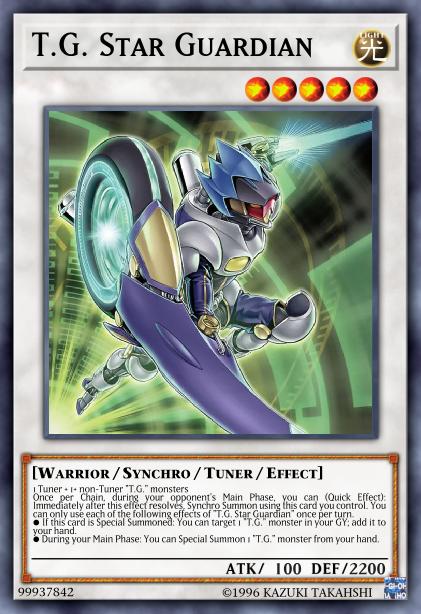 T.G. STAR GUARDIAN
LIGHT
光
[WARRIOR / SYNCHRO / TUNER / EFFECT]
1 Tuner + 1+ non-Tuner "T.G." monsters
Once per Chain, during your opponent's Main Phase, you can (Quick Effect):
Immediately after this effect resolves, Synchro Summon using this card you control. You
can only use each of the following effects of "T.G. Star Guardian" once per turn.
● If this card is Special Summoned: You can target 1 "T.G." monster in your GY; add it to
your hand.
● During your Main Phase: You can Special Summon 1 "T.G." monster from your hand.
ATK/ 100 DEF/2200
99937842
©1996 KAZUKI TAKAHSHI